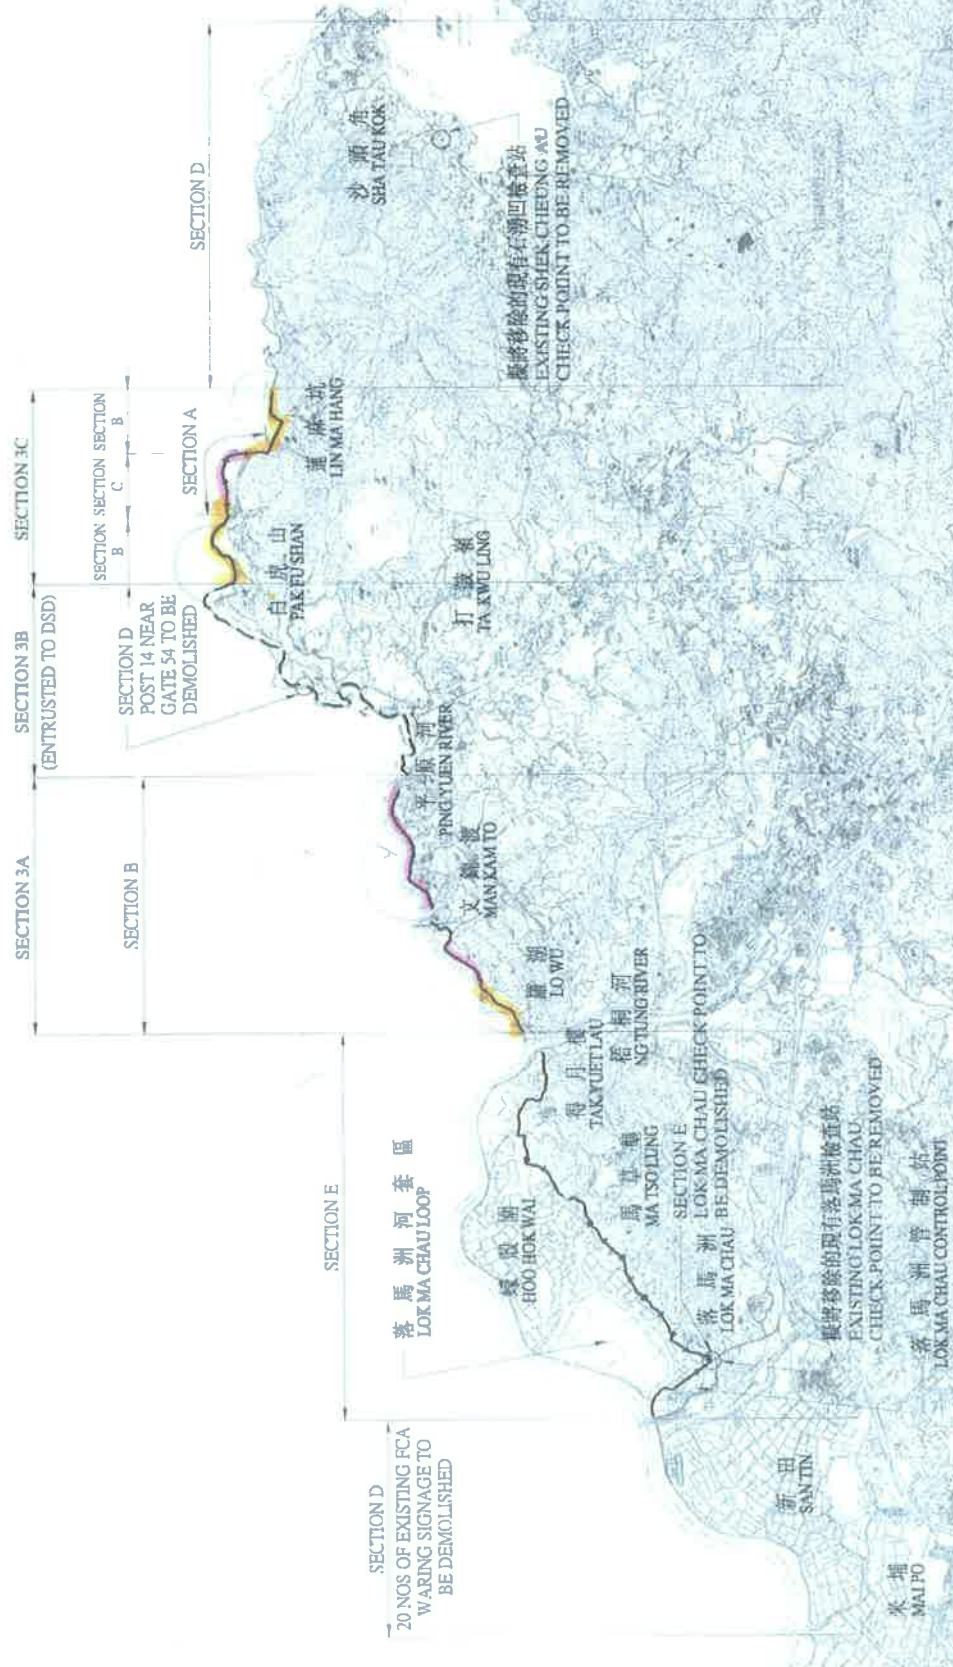 SECTION 3A
SECTION 3B
(ENTRUSTED TO DSD)
SECTION 3C
SECTION B
SECTION D
POST 14 NEAR
GATE 54 TO BE
DEMOLISHED
SECTION SECTION SECTION
B C B
SECTION A
SECTION D
SECTION E
SECTION D
20 NOS OF EXISTING FCA
WARING SIGNAGE TO
BE DEMOLISHED
落馬洲河套區
LOK MA CHAU LOOP
HOO HOK WAI
白虎山
PAK FU SHAN
蓮麻坑
LIN MA HANG
沙頭角
SHA TAU KOK
打鼓嶺
TA KWU LING
平原河
PING YUEN RIVER
文錦渡
MAN KAM TO
羅湖
LO WU
梧桐河
NG TUNG RIVER
得月樓
TAK YUET LAU
馬草壟
MA TSO LUNG
SECTION E
LOK MA CHAU CHECK POINT TO
BE DEMOLISHED
落馬洲
LOK MA CHAU
擬將移除的現有石涌凹檢查站
EXISTING SHEK CHEUNG AU
CHECK POINT TO BE REMOVED
擬將移除的現有落馬洲檢查站
EXISTING LOK MA CHAU
CHECK POINT TO BE REMOVED
落馬洲管制站
LOK MA CHAU CONTROL POINT
新田
SAN TIN
米埔
MAI PO